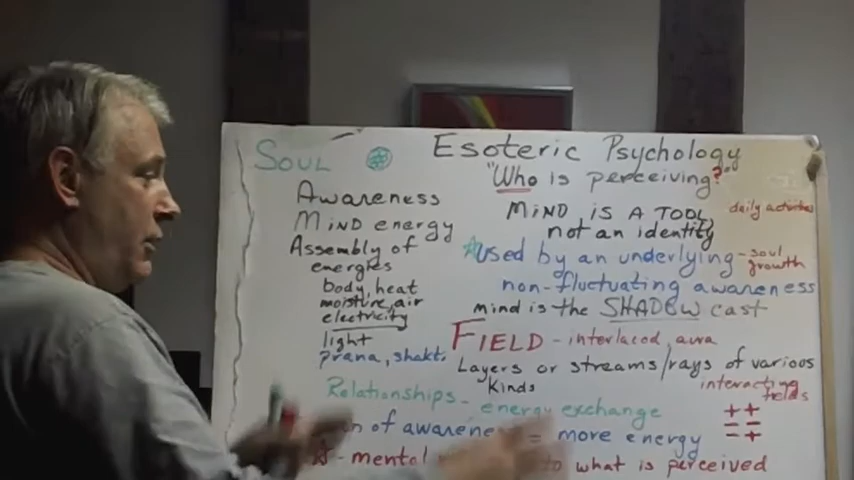 SOUL
Awareness
MiND energy
Assembly of
energies
body, heat
moisture, air
electricity
light
prana, shakti
Esoteric Psychology
"Who is perceiving?"
MiND iS A TOOL
daily activities
not an identity
used by an underlying - soul
growth
non-fluctuating awareness
mind is the SHADOW cast
FIELD - interlaced, aura
Layers or streams/rays of various
Kinds
interacting
fields
Relationships - energy exchange
of awareness = more energy
++
=
-+
- mental to what is perceived